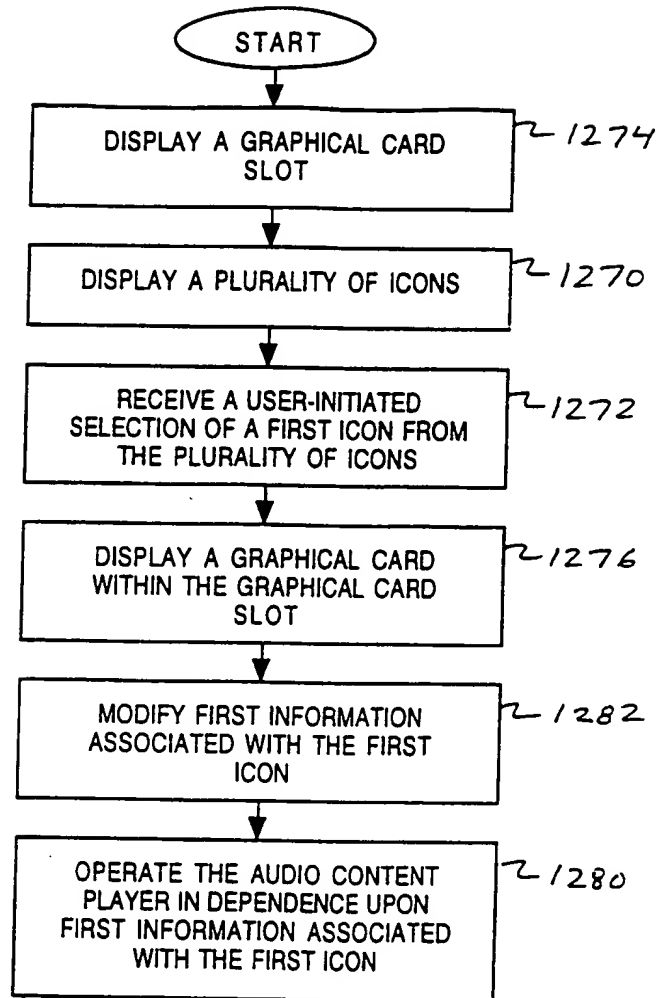 START
DISPLAY A GRAPHICAL CARD
SLOT
1274
DISPLAY A PLURALITY OF ICONS
1270
RECEIVE A USER-INITIATED
SELECTION OF A FIRST ICON FROM
THE PLURALITY OF ICONS
1272
DISPLAY A GRAPHICAL CARD
WITHIN THE GRAPHICAL CARD
SLOT
1276
MODIFY FIRST INFORMATION
ASSOCIATED WITH THE FIRST
ICON
1282
OPERATE THE AUDIO CONTENT
PLAYER IN DEPENDENCE UPON
FIRST INFORMATION ASSOCIATED
WITH THE FIRST ICON
1280